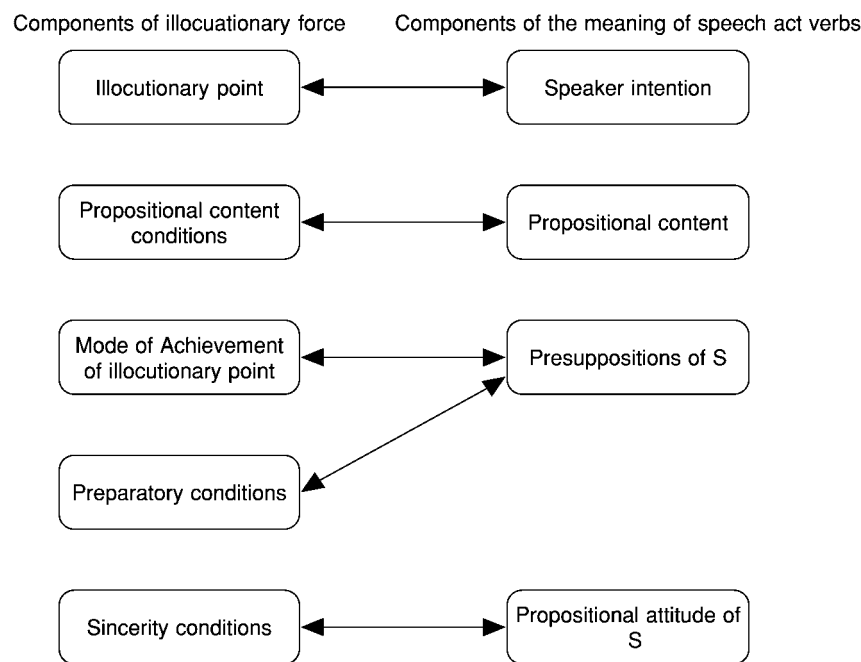 Components of illocuationary force
Components of the meaning of speech act verbs
Illocutionary point
Speaker intention
Propositional content
conditions
Propositional content
Mode of Achievement
of illocutionary point
Presuppositions of S
Preparatory conditions
Sincerity conditions
Propositional attitude of
S